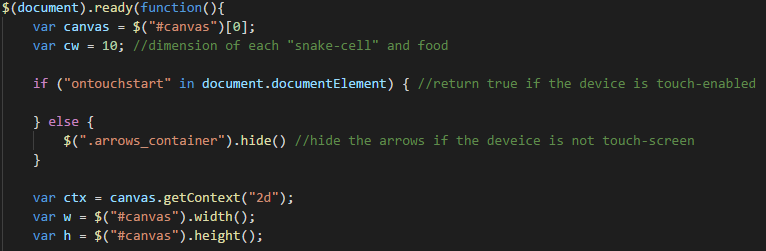 $(document).ready(function(){
var canvas = $("#canvas")[0];
var cw = 10; //dimension of each "snake-cell" and food
if ("ontouchstart" in document.documentElement) { //return true if the device is touch-enabled
} else {
$(".arrows_container").hide() //hide the arrows if the deveice is not touch-screen
}
var ctx = canvas.getContext("2d");
var w = $("#canvas").width();
var h = $("#canvas").height();